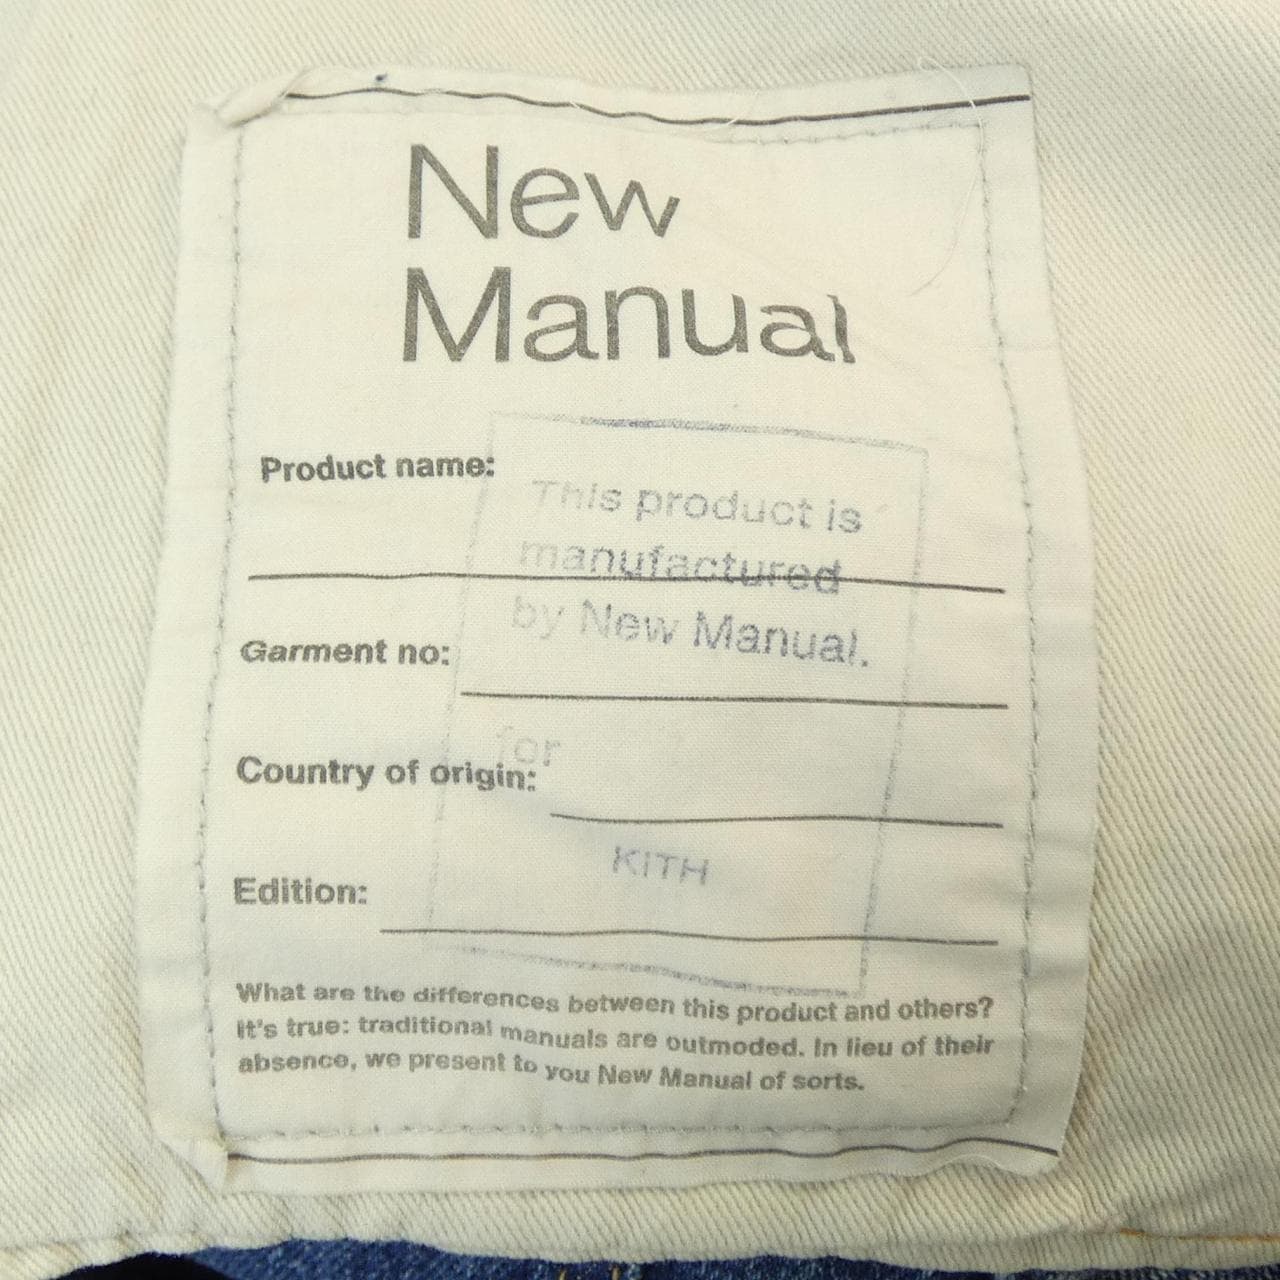 New
Manual
Product name:
This product is
manufactured
by New Manual.
Garment no:
for
Country of origin:
KITH
Edition:
What are the differences between this product and others?
It's true: traditional manuals are outmoded. In lieu of their
absence, we present to you New Manual of sorts.